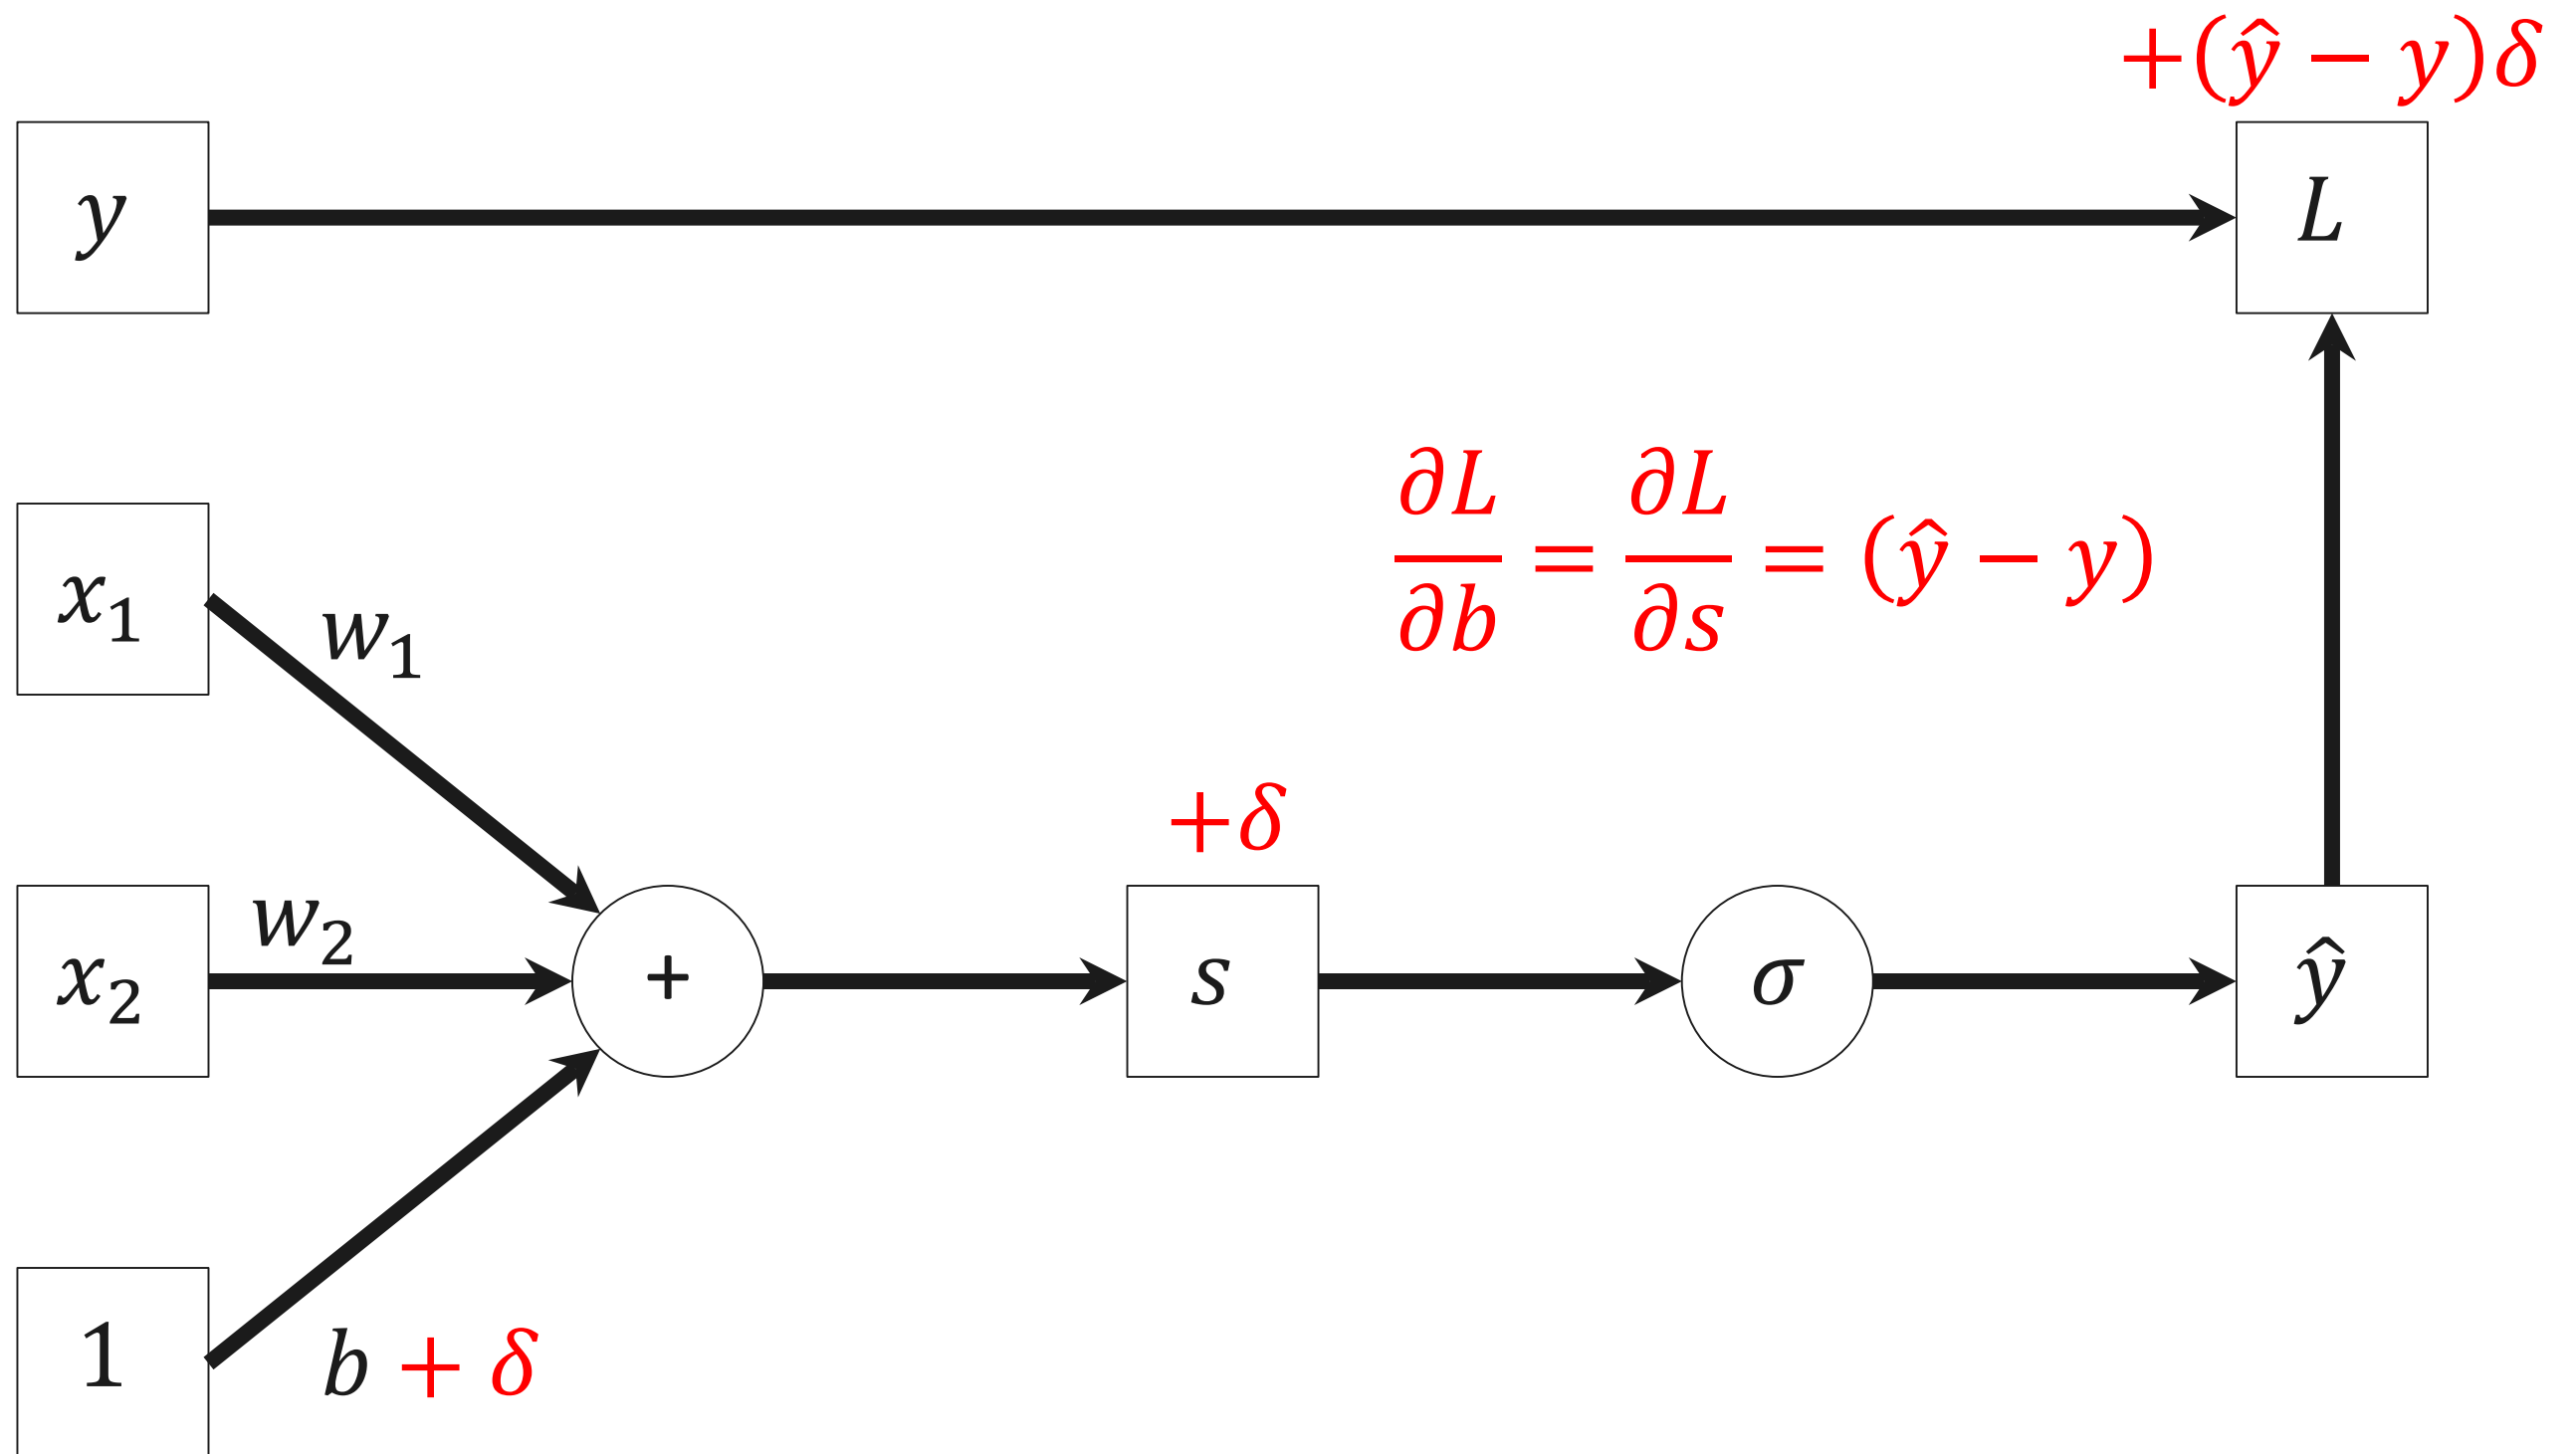 +(ŷ − y)δ
y
L
∂L/∂b = ∂L/∂s = (ŷ − y)
x₁
w₁
+δ
w₂
x₂
+
s
σ
ŷ
1
b + δ